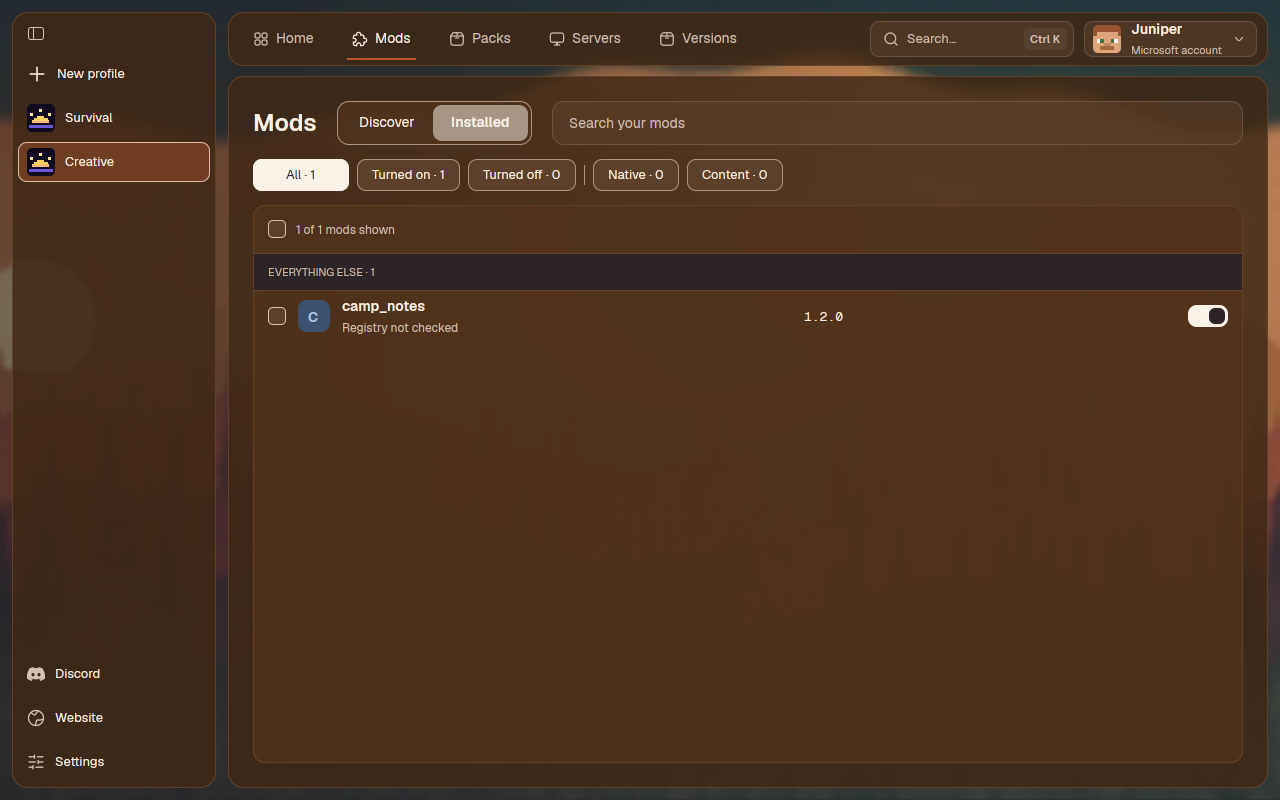 New profile
Survival
Creative
Discord
Website
Settings
Home
Mods
Packs
Servers
Versions
Search...
Ctrl K
Juniper
Microsoft account
Mods
Discover
Installed
Search your mods
All · 1
Turned on · 1
Turned off · 0
Native · 0
Content · 0
1 of 1 mods shown
EVERYTHING ELSE · 1
C
camp_notes
Registry not checked
1.2.0